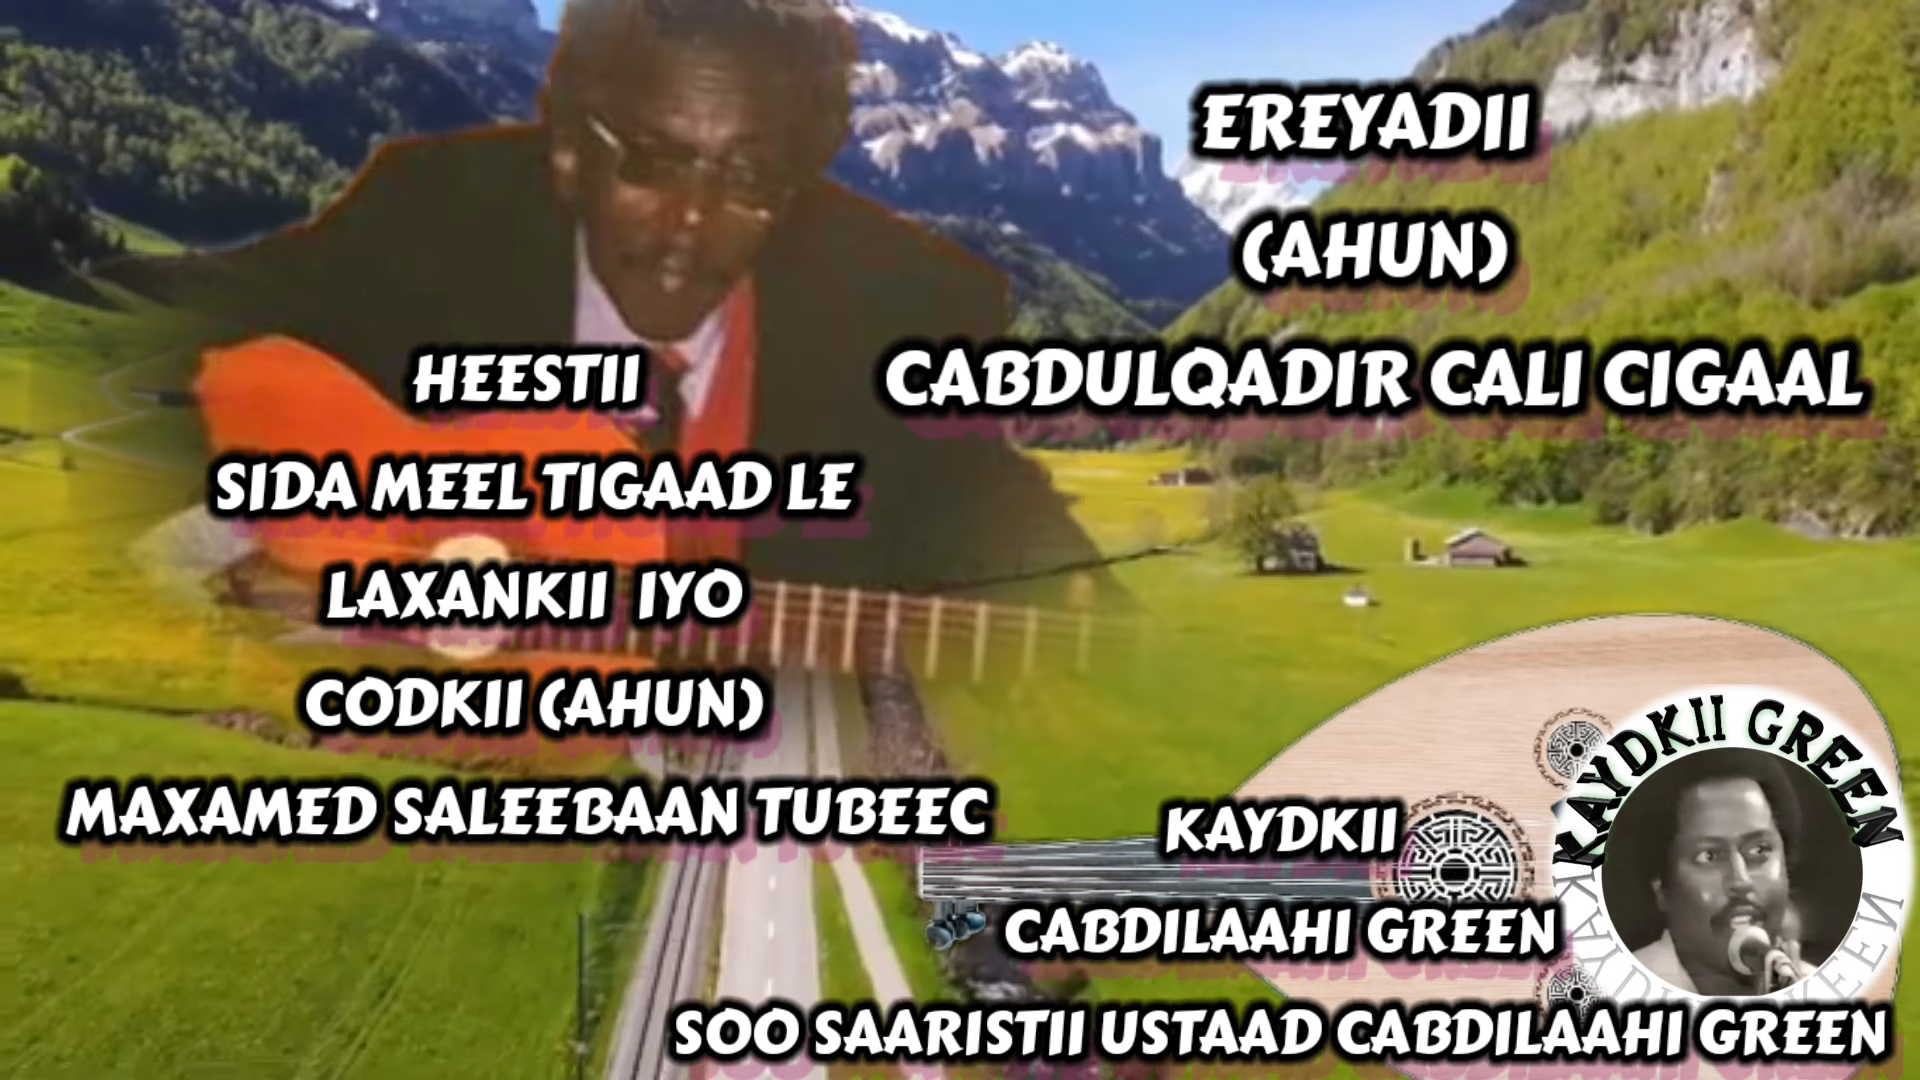 EREYADII
(AHUN)
CABDULQADIR CALI CIGAAL
HEESTII
SIDA MEEL TIGAAD LE
LAXANKII IYO
CODKII (AHUN)
MAXAMED SALEEBAAN TUBEEC
KAYDKII
CABDILAAHI GREEN
SOO SAARISTII USTAAD CABDILAAHI GREEN
KAYDKII GREEN